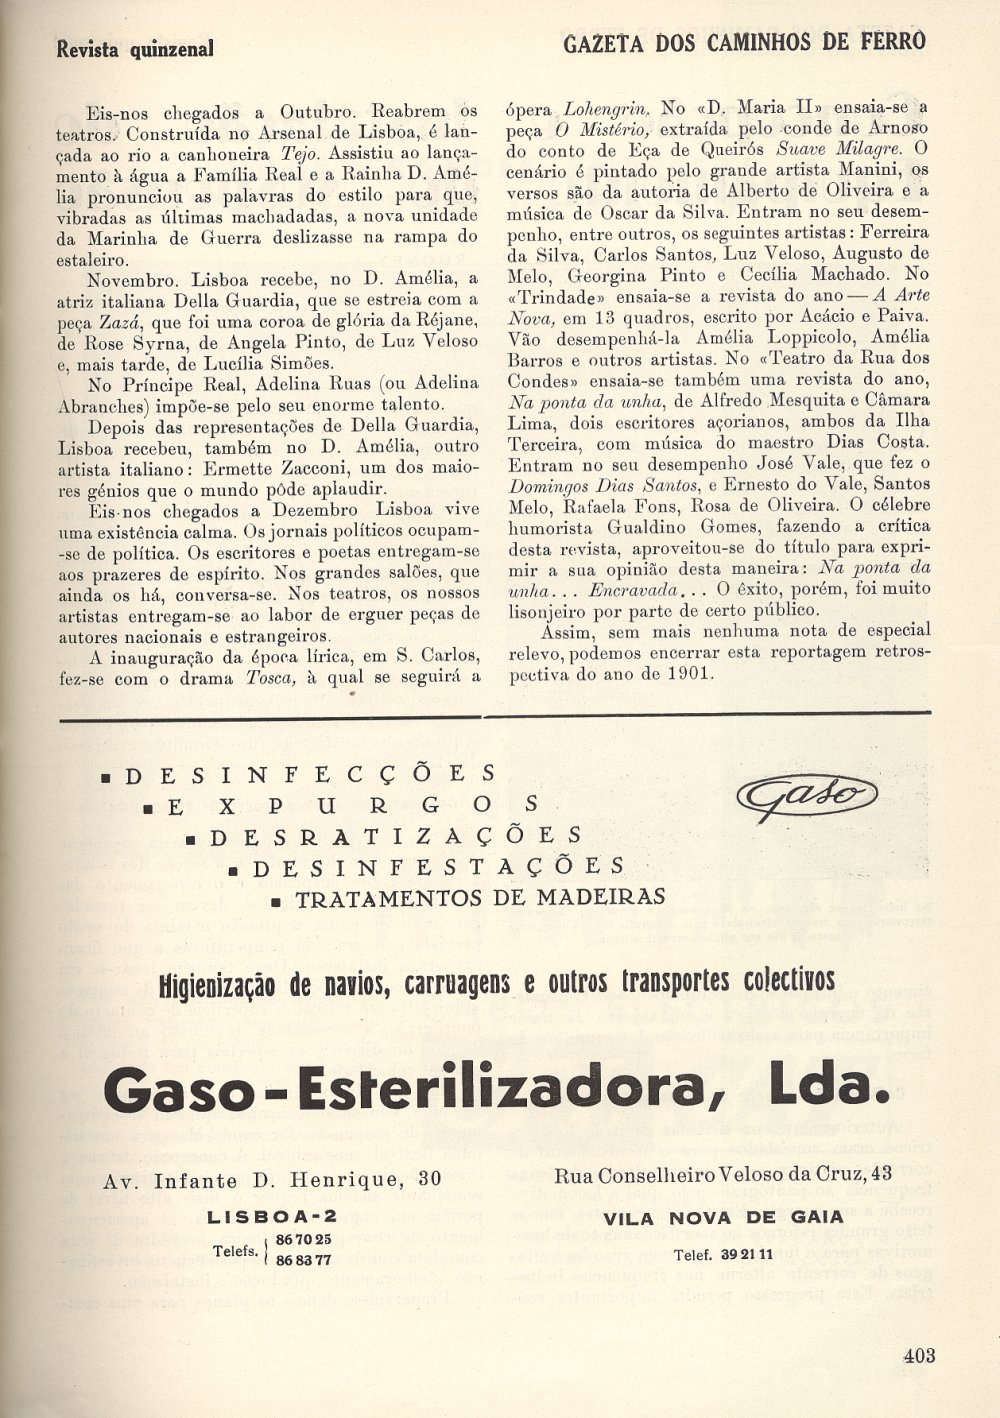 Revista quinzenal
GAZETA DOS CAMINHOS DE FERRO
Eis-nos chegados a Outubro. Reabrem os
teatros. Construída no Arsenal de Lisboa, é lan-
çada ao rio a canhoneira Tejo. Assistiu ao lança-
mento à água a Família Real e a Rainha D. Amé-
lia pronunciou as palavras do estilo para que,
vibradas as últimas machadadas, a nova unidade
da Marinha de Guerra deslizasse na rampa do
estaleiro.
Novembro. Lisboa recebe, no D. Amélia, a
atriz italiana Della Guardia, que se estreia com a
peça Zazá, que foi uma coroa de glória da Réjane,
de Rose Syrna, de Angela Pinto, de Luz Veloso
e, mais tarde, de Lucília Simões.
No Príncipe Real, Adelina Ruas (ou Adelina
Abranches) impõe-se pelo seu enorme talento.
Depois das representações de Della Guardia,
Lisboa recebeu, também no D. Amélia, outro
artista italiano: Ermette Zacconi, um dos maio-
res génios que o mundo pôde aplaudir.
Eis-nos chegados a Dezembro Lisboa vive
uma existência calma. Os jornais políticos ocupam-
-se de política. Os escritores e poetas entregam-se
aos prazeres de espírito. Nos grandes salões, que
ainda os há, conversa-se. Nos teatros, os nossos
artistas entregam-se ao labor de erguer peças de
autores nacionais e estrangeiros.
A inauguração da época lírica, em S. Carlos,
fez-se com o drama Tosca, à qual se seguirá a
ópera Lohengrin. No «D. Maria II» ensaia-se a
peça O Mistério, extraída pelo conde de Arnoso
do conto de Eça de Queirós Suave Milagre. O
cenário é pintado pelo grande artista Manini, os
versos são da autoria de Alberto de Oliveira e a
música de Oscar da Silva. Entram no seu desem-
penho, entre outros, os seguintes artistas: Ferreira
da Silva, Carlos Santos, Luz Veloso, Augusto de
Melo, Georgina Pinto e Cecília Machado. No
«Trindade» ensaia-se a revista do ano — A Arte
Nova, em 13 quadros, escrito por Acácio e Paiva.
Vão desempenhá-la Amélia Loppicolo, Amélia
Barros e outros artistas. No «Teatro da Rua dos
Condes» ensaia-se também uma revista do ano,
Na ponta da unha, de Alfredo Mesquita e Câmara
Lima, dois escritores açorianos, ambos da Ilha
Terceira, com música do maestro Dias Costa.
Entram no seu desempenho José Vale, que fez o
Domingos Dias Santos, e Ernesto do Vale, Santos
Melo, Rafaela Fons, Rosa de Oliveira. O célebre
humorista Gualdino Gomes, fazendo a crítica
desta revista, aproveitou-se do título para expri-
mir a sua opinião desta maneira: Na ponta da
unha... Encravada... O êxito, porém, foi muito
lisonjeiro por parte de certo público.
Assim, sem mais nenhuma nota de especial
relevo, podemos encerrar esta reportagem retros-
pectiva do ano de 1901.
▪ DESINFECÇÕES
▪ EXPURGOS
▪ DESRATIZAÇÕES
▪ DESINFESTAÇÕES
▪ TRATAMENTOS DE MADEIRAS
Gaso
Higienização de navios, carruagens e outros transportes colectivos
Gaso-Esterilizadora, Lda.
Av. Infante D. Henrique, 30
LISBOA-2
Telefs. 86 70 25
86 83 77
Rua Conselheiro Veloso da Cruz, 43
VILA NOVA DE GAIA
Telef. 39 21 11
403